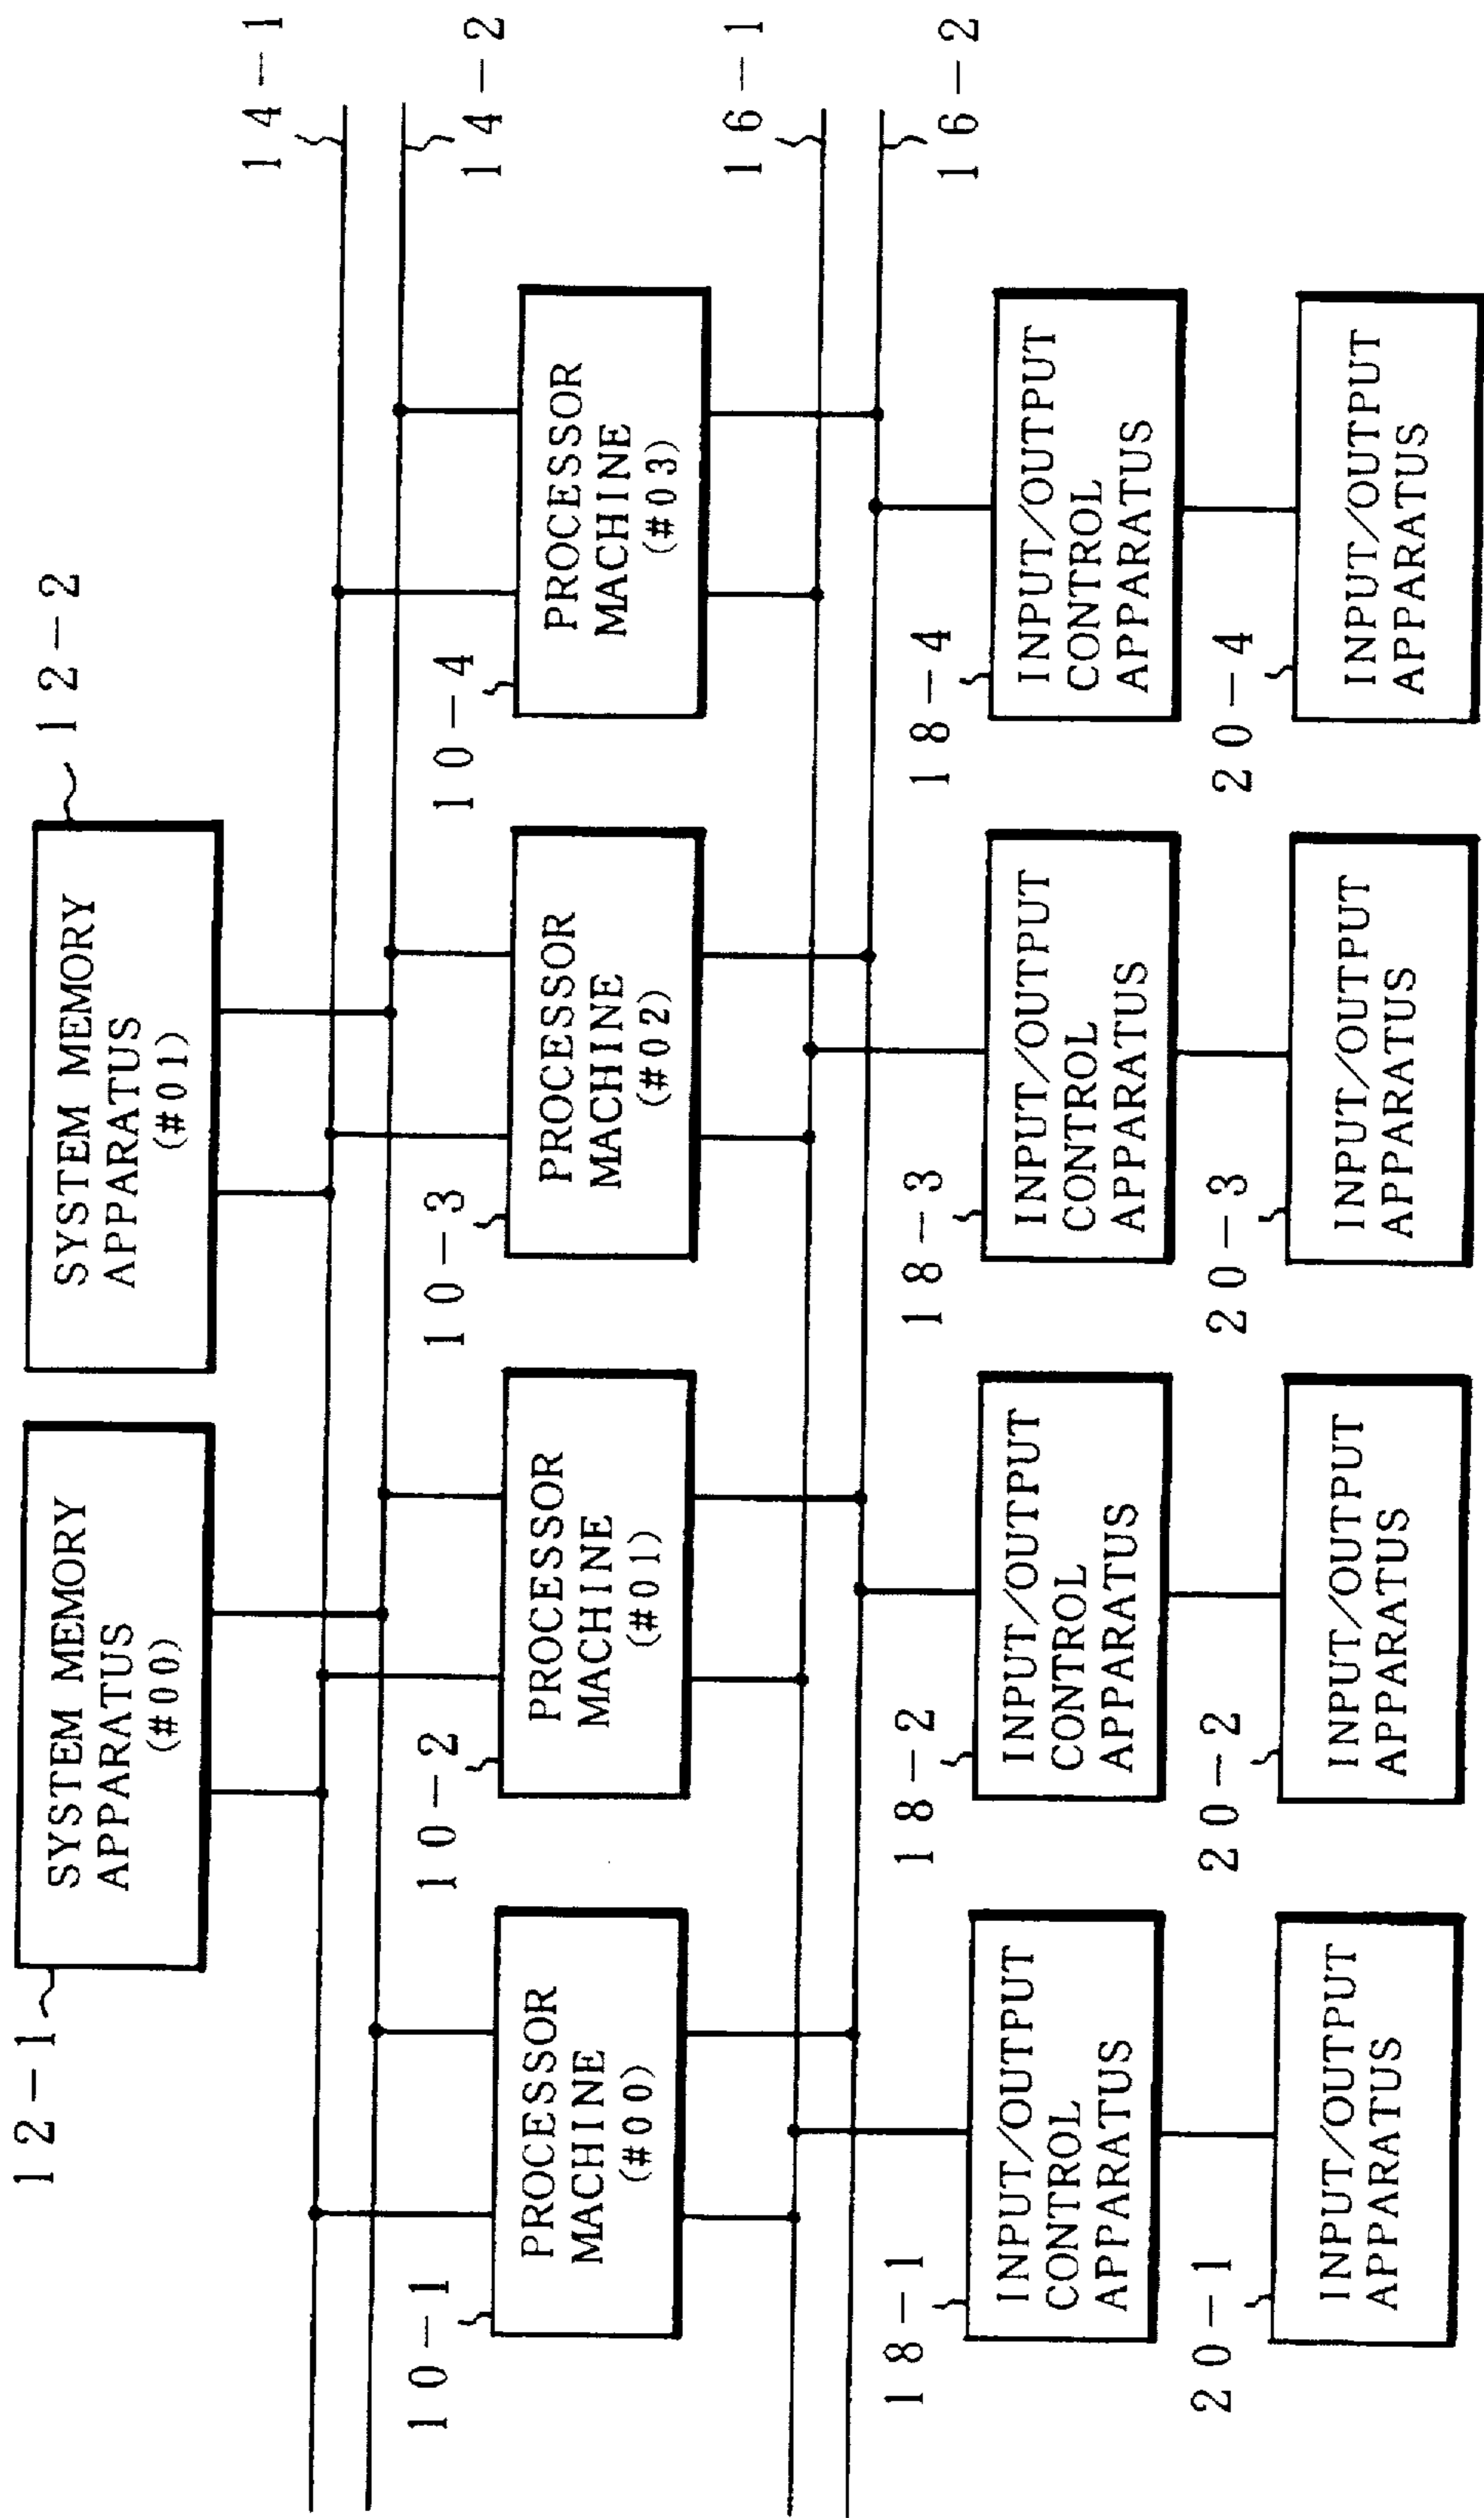 12-1
SYSTEM MEMORY
APPARATUS
(#00)
SYSTEM MEMORY
APPARATUS
(#01)
12-2
14-1
14-2
10-1
PROCESSOR
MACHINE
(#00)
10-2
PROCESSOR
MACHINE
(#01)
10-3
PROCESSOR
MACHINE
(#02)
10-4
PROCESSOR
MACHINE
(#03)
16-1
16-2
18-1
INPUT/OUTPUT
CONTROL
APPARATUS
18-2
INPUT/OUTPUT
CONTROL
APPARATUS
18-3
INPUT/OUTPUT
CONTROL
APPARATUS
18-4
INPUT/OUTPUT
CONTROL
APPARATUS
20-1
INPUT/OUTPUT
APPARATUS
20-2
INPUT/OUTPUT
APPARATUS
20-3
INPUT/OUTPUT
APPARATUS
20-4
INPUT/OUTPUT
APPARATUS